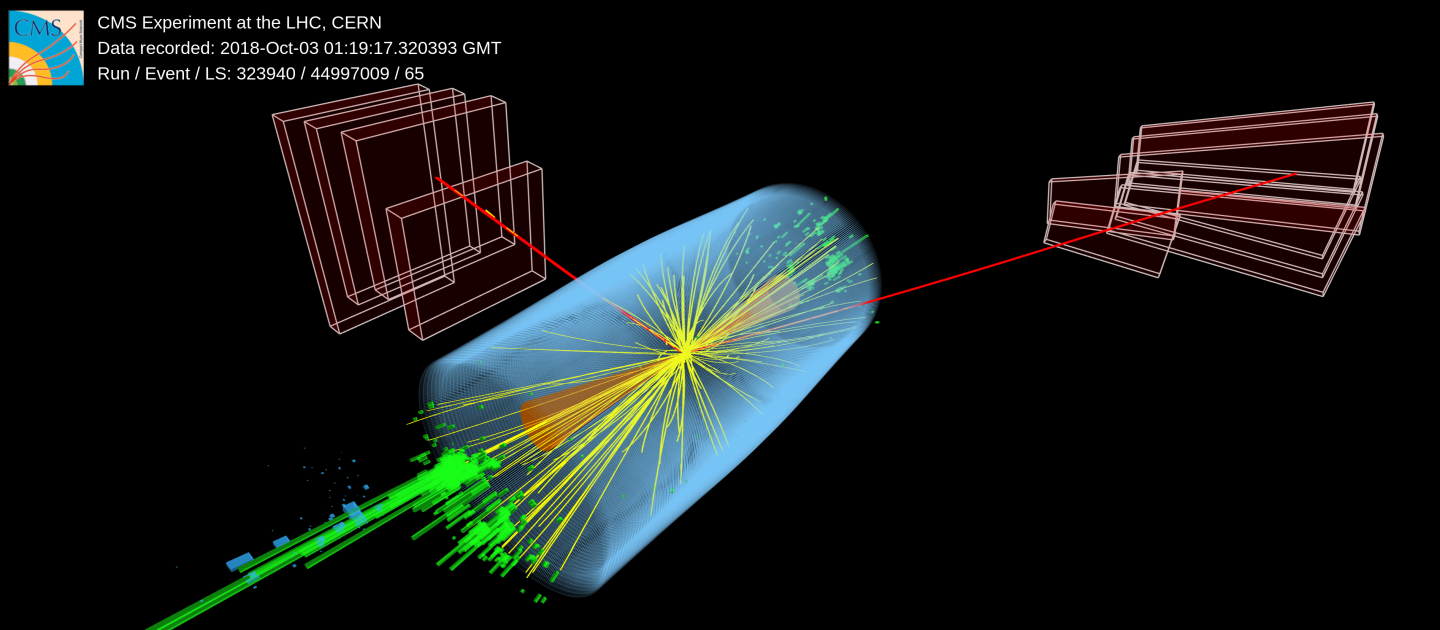 CMS
CMS Experiment at the LHC, CERN
Data recorded: 2018-Oct-03 01:19:17.320393 GMT
Run / Event / LS: 323940 / 44997009 / 65